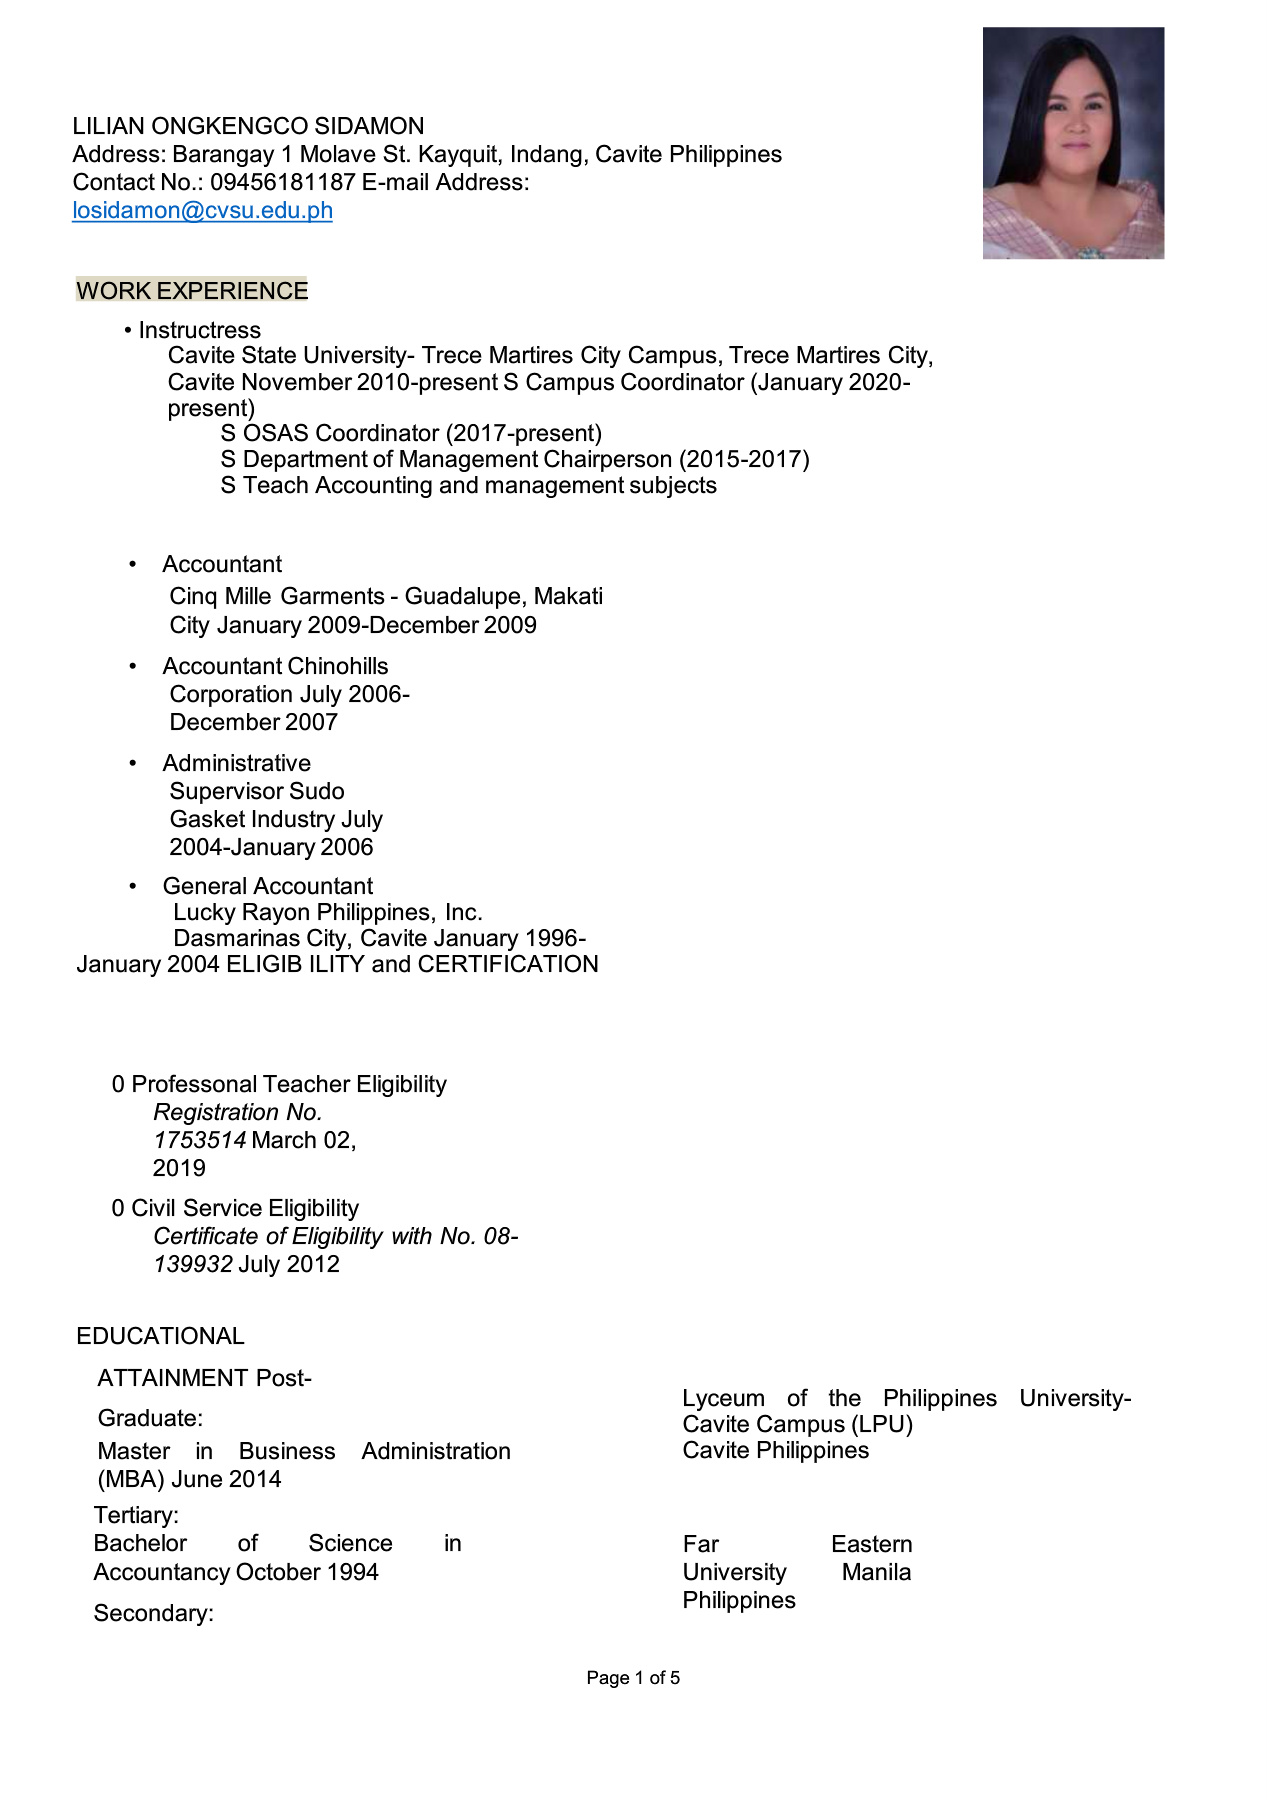 LILIAN ONGKENGCO SIDAMON
Address: Barangay 1 Molave St. Kayquit, Indang, Cavite Philippines
Contact No.: 09456181187 E-mail Address:
losidamon@cvsu.edu.ph
WORK EXPERIENCE
• Instructress
Cavite State University- Trece Martires City Campus, Trece Martires City,
Cavite November 2010-present S Campus Coordinator (January 2020-
present)
S OSAS Coordinator (2017-present)
S Department of Management Chairperson (2015-2017)
S Teach Accounting and management subjects
• Accountant
Cinq Mille Garments - Guadalupe, Makati
City January 2009-December 2009
• Accountant Chinohills
Corporation July 2006-
December 2007
• Administrative
Supervisor Sudo
Gasket Industry July
2004-January 2006
• General Accountant
Lucky Rayon Philippines, Inc.
Dasmarinas City, Cavite January 1996-
January 2004 ELIGIB ILITY and CERTIFICATION
0 Professonal Teacher Eligibility
Registration No.
1753514 March 02,
2019
0 Civil Service Eligibility
Certificate of Eligibility with No. 08-
139932 July 2012
EDUCATIONAL
ATTAINMENT Post-
Graduate:
Master in Business Administration
(MBA) June 2014
Lyceum of the Philippines University-
Cavite Campus (LPU)
Cavite Philippines
Tertiary:
Bachelor of Science in
Accountancy October 1994
Far Eastern
University Manila
Philippines
Secondary:
Page 1 of 5